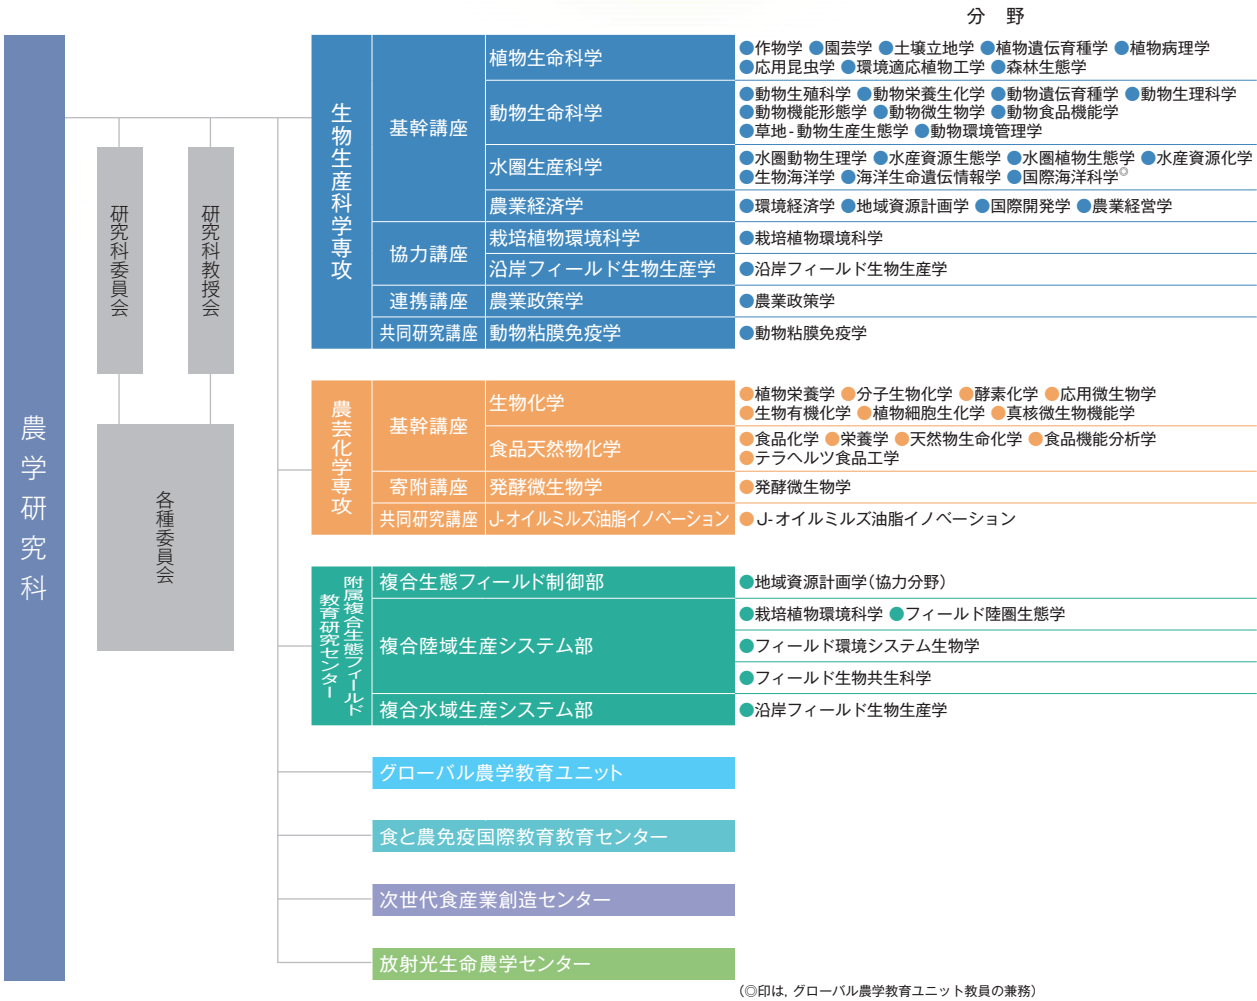 分 野
農学研究科
研究科委員会
研究科教授会
各種委員会
生物生産科学専攻
基幹講座
植物生命科学
●作物学 ●園芸学 ●土壌立地学 ●植物遺伝育種学 ●植物病理学
●応用昆虫学 ●環境適応植物工学 ●森林生態学
動物生命科学
●動物生殖科学 ●動物栄養生化学 ●動物遺伝育種学 ●動物生理科学
●動物機能形態学 ●動物微生物学 ●動物食品機能学
●草地-動物生産生態学 ●動物環境管理学
水圏生産科学
●水圏動物生理学 ●水産資源生態学 ●水圏植物生態学 ●水産資源化学
●生物海洋学 ●海洋生命遺伝情報学 ●国際海洋科学◎
農業経済学
●環境経済学 ●地域資源計画学 ●国際開発学 ●農業経営学
協力講座
栽培植物環境科学
●栽培植物環境科学
沿岸フィールド生物生産学
●沿岸フィールド生物生産学
連携講座
農業政策学
●農業政策学
共同研究講座
動物粘膜免疫学
●動物粘膜免疫学
農芸化学専攻
基幹講座
生物化学
●植物栄養学 ●分子生物化学 ●酵素化学 ●応用微生物学
●生物有機化学 ●植物細胞生化学 ●真核微生物機能学
食品天然物化学
●食品化学 ●栄養学 ●天然物生命化学 ●食品機能分析学
●テラヘルツ食品工学
寄附講座
発酵微生物学
●発酵微生物学
共同研究講座
J-オイルミルズ油脂イノベーション
●J-オイルミルズ油脂イノベーション
附属複合生態フィールド
教育研究センター
複合生態フィールド制御部
●地域資源計画学(協力分野)
複合陸域生産システム部
●栽培植物環境科学 ●フィールド陸圏生態学
●フィールド環境システム生物学
●フィールド生物共生科学
複合水域生産システム部
●沿岸フィールド生物生産学
グローバル農学教育ユニット
食と農免疫国際教育教育センター
次世代食産業創造センター
放射光生命農学センター
(◎印は, グローバル農学教育ユニット教員の兼務)